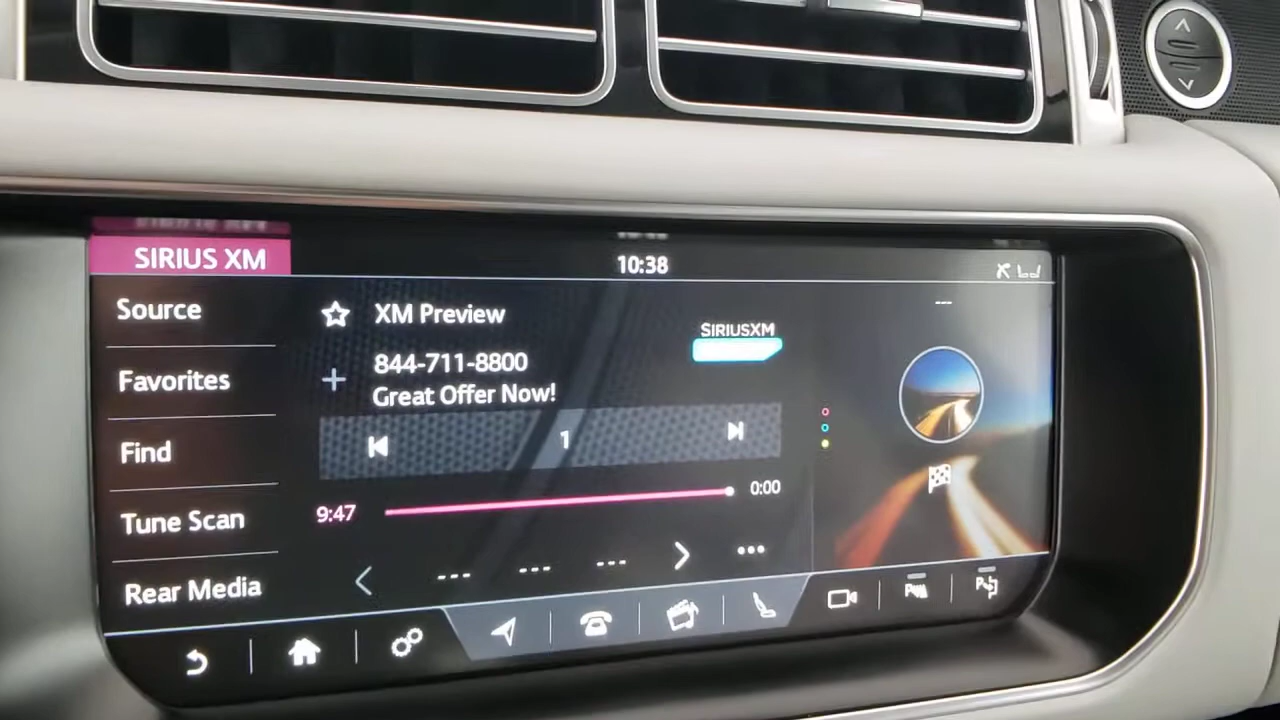 SIRIUS XM
10:38
Source
Favorites
Find
Tune Scan
Rear Media
XM Preview
844-711-8800
Great Offer Now!
SIRIUSXM
1
9:47
0:00
---
--- --- ---